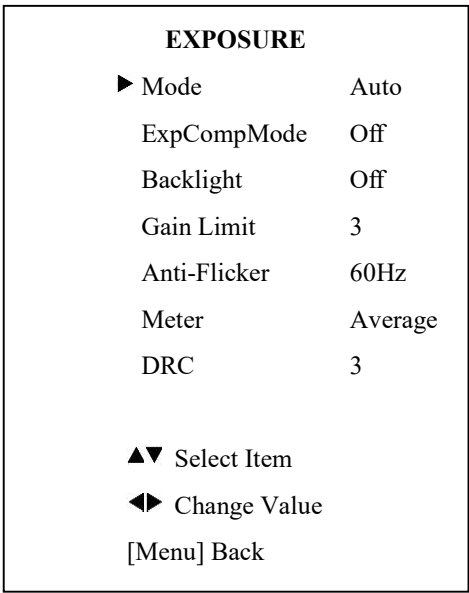 EXPOSURE
▶ Mode Auto
ExpCompMode Off
Backlight Off
Gain Limit 3
Anti-Flicker 60Hz
Meter Average
DRC 3
▲▼ Select Item
◀▶ Change Value
[Menu] Back